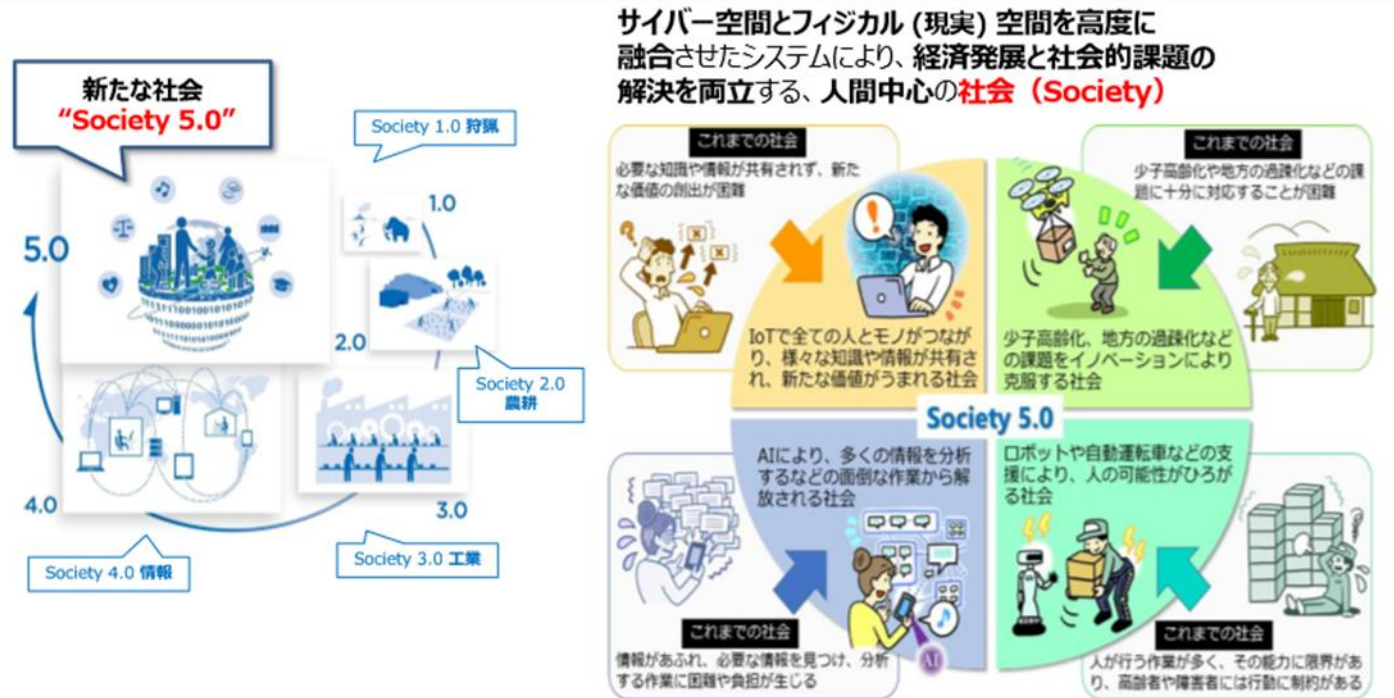 新たな社会
“Society 5.0”
Society 1.0 狩猟
1.0
5.0
2.0
Society 2.0
農耕
4.0
3.0
Society 3.0 工業
Society 4.0 情報
サイバー空間とフィジカル (現実) 空間を高度に
融合させたシステムにより、経済発展と社会的課題の
解決を両立する、人間中心の社会（Society）
これまでの社会
必要な知識や情報が共有されず、新た
な価値の創出が困難
IoTで全ての人とモノがつなが
り、様々な知識や情報が共有さ
れ、新たな価値がうまれる社会
これまでの社会
少子高齢化や地方の過疎化などの課
題に十分に対応することが困難
少子高齢化、地方の過疎化など
の課題をイノベーションにより
克服する社会
Society 5.0
AIにより、多くの情報を分析
するなどの面倒な作業から解
放される社会
AI
これまでの社会
情報があふれ、必要な情報を見つけ、分析
する作業に困難や負担が生じる
ロボットや自動運転車などの支
援により、人の可能性がひろが
る社会
これまでの社会
人が行う作業が多く、その能力に限界があ
り、高齢者や障害者には行動に制約がある